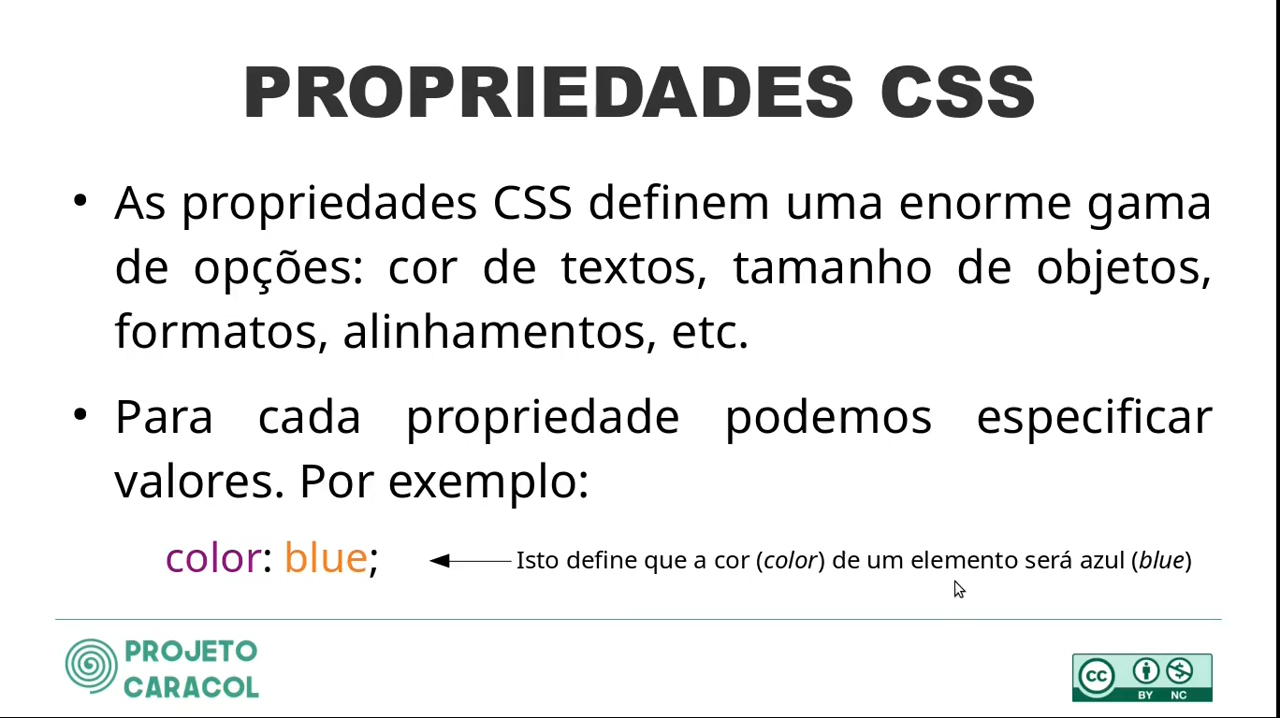 PROPRIEDADES CSS
• As propriedades CSS definem uma enorme gama
de opções: cor de textos, tamanho de objetos,
formatos, alinhamentos, etc.
• Para cada propriedade podemos especificar
valores. Por exemplo:
color: blue; Isto define que a cor (color) de um elemento será azul (blue)
PROJETO
CARACOL
cc
BY NC